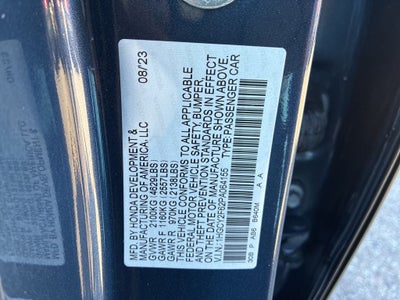 MFD. BY HONDA DEVELOPMENT & 08/23
MANUFACTURING OF AMERICA, LLC
GVWR 2100KG (4629LBS)
GAWR F 1160KG (2557LBS)
GAWR R 970KG (2138LBS)
THIS VEHICLE CONFORMS TO ALL APPLICABLE
FEDERAL MOTOR VEHICLE SAFETY, BUMPER,
AND THEFT PREVENTION STANDARDS IN EFFECT
ON THE DATE OF MANUFACTURE SHOWN ABOVE.
V.I.N.: TYPE: PASSENGER CAR
A A